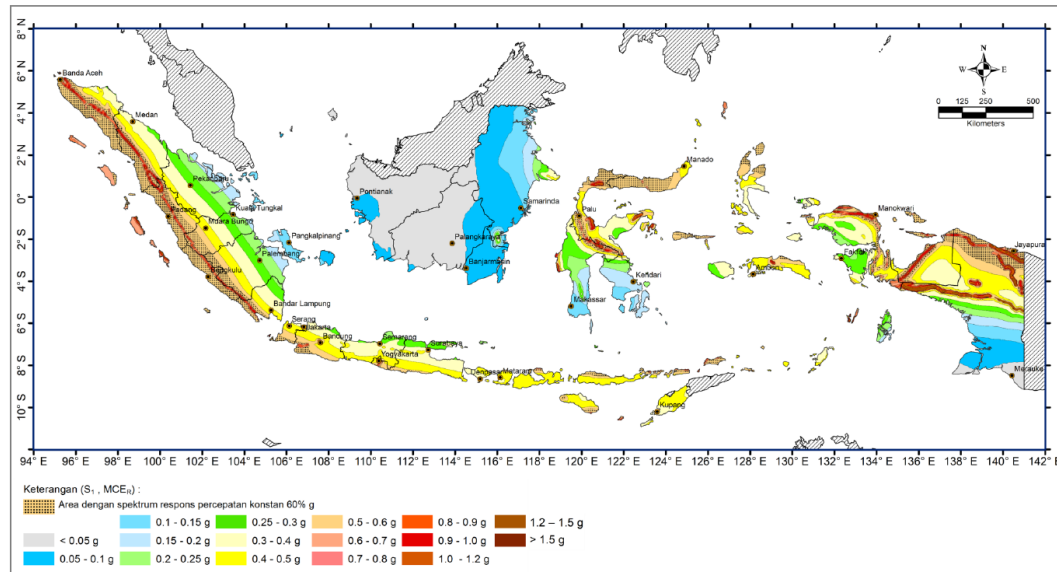 8° N
6° N
4° N
2° N
0°
2° S
4° S
6° S
8° S
10° S
94° E 96° E 98° E 100° E 102° E 104° E 106° E 108° E 110° E 112° E 114° E 116° E 118° E 120° E 122° E 124° E 126° E 128° E 130° E 132° E 134° E 136° E 138° E 140° E 142° E
N
W E
S
0 125 250 500
Kilometers
Banda Aceh
Medan
Pekanbaru
Padang
Kuala Tungkal
Muara Bungo
Pangkalpinang
Palembang
Bengkulu
Bandar Lampung
Serang
Jakarta
Bandung
Semarang
Yogyakarta
Surabaya
Denpasar
Mataram
Kupang
Pontianak
Palangkaraya
Banjarmasin
Samarinda
Manado
Palu
Kendari
Makassar
Ambon
Manokwari
Fakfak
Jayapura
Merauke
Keterangan (S₁ , MCEᵣ) :
Area dengan spektrum respons percepatan konstan 60% g
< 0.05 g
0.05 - 0.1 g
0.1 - 0.15 g
0.15 - 0.2 g
0.2 - 0.25 g
0.25 - 0.3 g
0.3 - 0.4 g
0.4 - 0.5 g
0.5 - 0.6 g
0.6 - 0.7 g
0.7 - 0.8 g
0.8 - 0.9 g
0.9 - 1.0 g
1.0 - 1.2 g
1.2 – 1.5 g
> 1.5 g